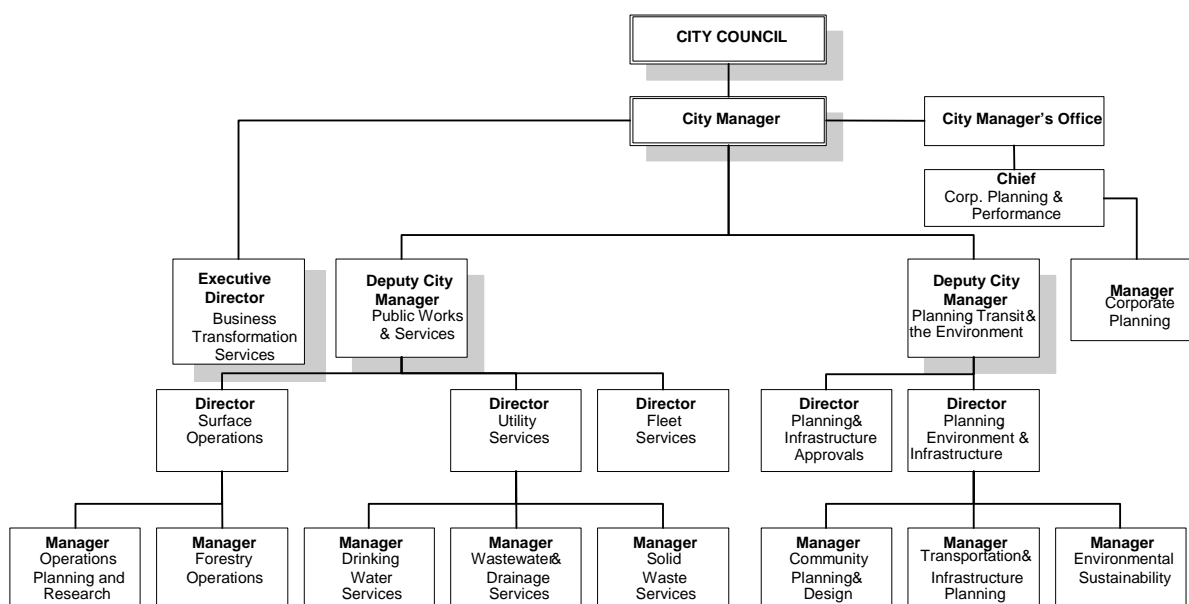 CITY COUNCIL
City Manager
City Manager's Office
Chief
Corp. Planning &
Performance
Executive
Director
Business
Transformation
Services
Deputy City
Manager
Public Works
& Services
Deputy City
Manager
Planning Transit&
the Environment
Manager
Corporate
Planning
Director
Surface
Operations
Director
Utility
Services
Director
Fleet
Services
Director
Planning&
Infrastructure
Approvals
Director
Planning
Environment &
Infrastructure
Manager
Operations
Planning and
Research
Manager
Forestry
Operations
Manager
Drinking
Water
Services
Manager
Wastewater&
Drainage
Services
Manager
Solid
Waste
Services
Manager
Community
Planning&
Design
Manager
Transportation&
Infrastructure
Planning
Manager
Environmental
Sustainability